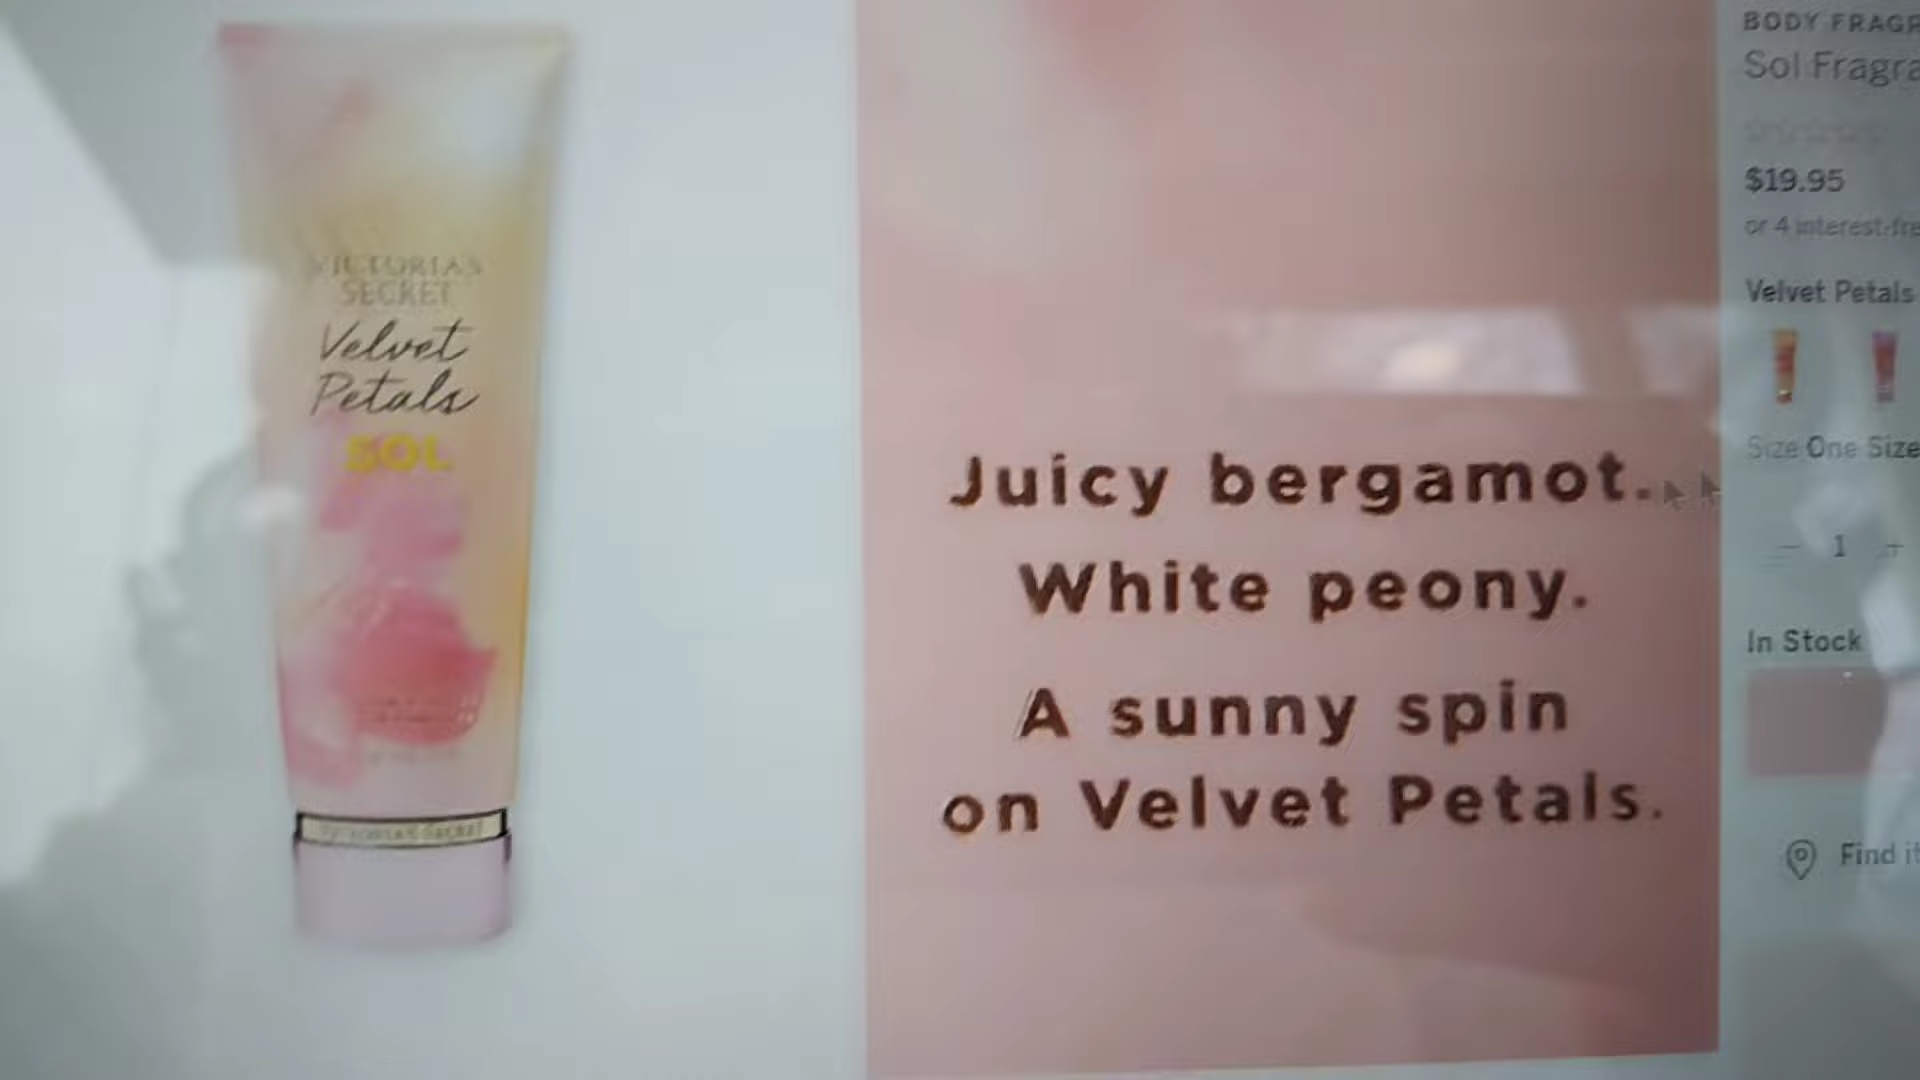 VICTORIA'S
SECRET
Velvet
Petals
SOL
Juicy bergamot.
White peony.
A sunny spin
on Velvet Petals.
BODY FRAGR
Sol Fragra
$19.95
or 4 interest-fre
Velvet Petals
Size One Size
1
In Stock
Find it